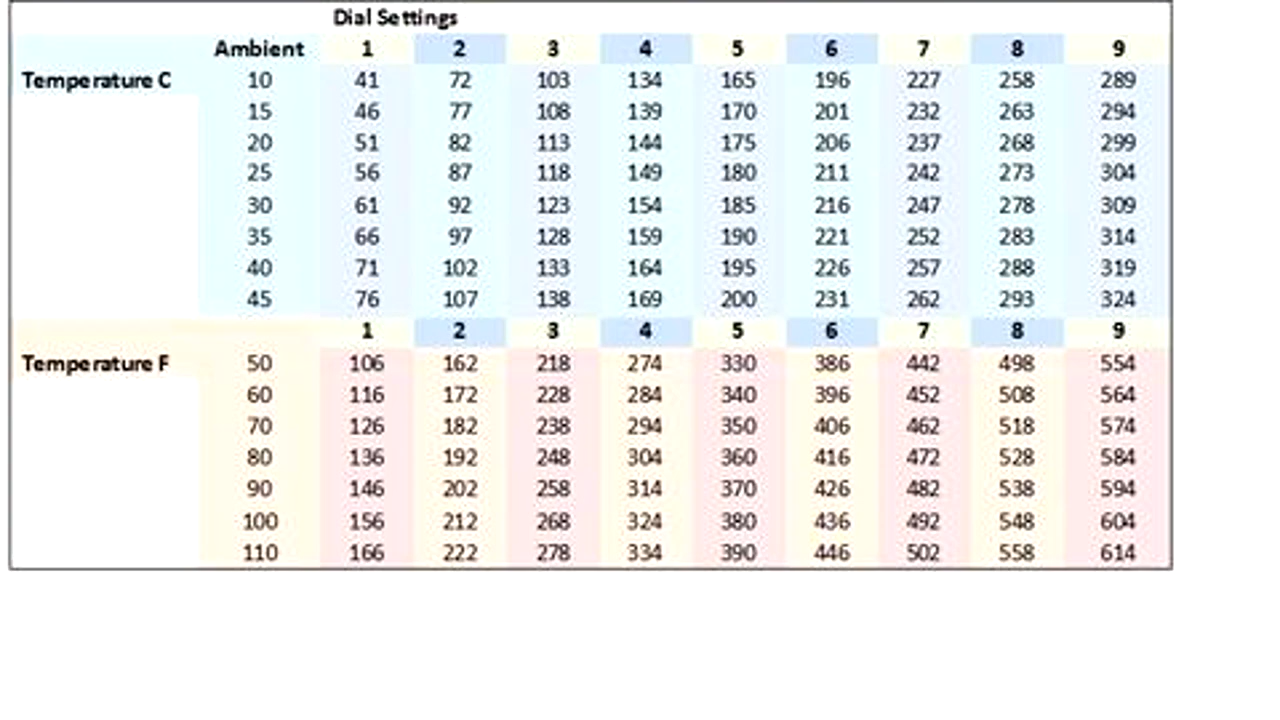 Dial Settings
Ambient 1 2 3 4 5 6 7 8 9
Temperature C 10 41 72 103 134 165 196 227 258 289
15 46 77 108 139 170 201 232 263 294
20 51 82 113 144 175 206 237 268 299
25 56 87 118 149 180 211 242 273 304
30 61 92 123 154 185 216 247 278 309
35 66 97 128 159 190 221 252 283 314
40 71 102 133 164 195 226 257 288 319
45 76 107 138 169 200 231 262 293 324
1 2 3 4 5 6 7 8 9
Temperature F 50 106 162 218 274 330 386 442 498 554
60 116 172 228 284 340 396 452 508 564
70 126 182 238 294 350 406 462 518 574
80 136 192 248 304 360 416 472 528 584
90 146 202 258 314 370 426 482 538 594
100 156 212 268 324 380 436 492 548 604
110 166 222 278 334 390 446 502 558 614